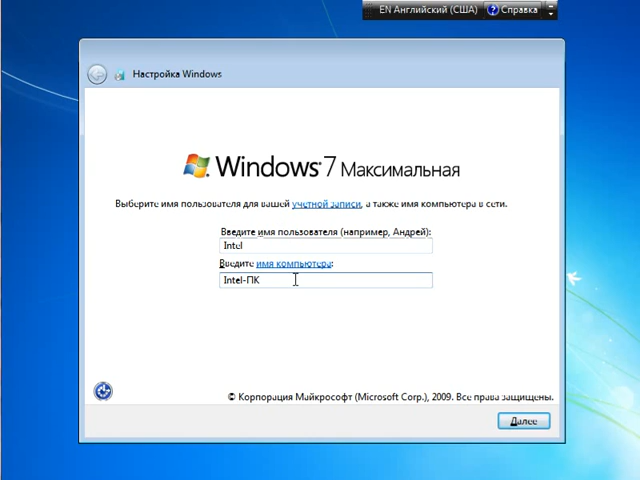 EN Английский (США) Справка
Настройка Windows
Windows 7 Максимальная
Выберите имя пользователя для вашей учетной записи, а также имя компьютера в сети.
Введите имя пользователя (например, Андрей):
Intel
Введите имя компьютера:
Intel-ПК
© Корпорация Майкрософт (Microsoft Corp.), 2009. Все права защищены.
Далее